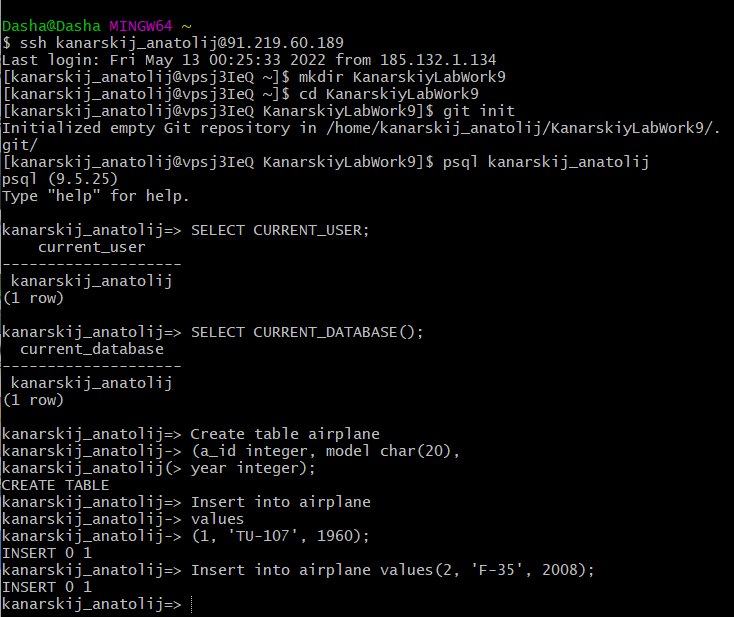 Dasha@Dasha MINGW64 ~
$ ssh kanarskij_anatolij@91.219.60.189
Last login: Fri May 13 00:25:33 2022 from 185.132.1.134
[kanarskij_anatolij@vpsj3IeQ ~]$ mkdir KanarskiyLabWork9
[kanarskij_anatolij@vpsj3IeQ ~]$ cd KanarskiyLabWork9
[kanarskij_anatolij@vpsj3IeQ KanarskiyLabWork9]$ git init
Initialized empty Git repository in /home/kanarskij_anatolij/KanarskiyLabWork9/.
git/
[kanarskij_anatolij@vpsj3IeQ KanarskiyLabWork9]$ psql kanarskij_anatolij
psql (9.5.25)
Type "help" for help.

kanarskij_anatolij=> SELECT CURRENT_USER;
    current_user
--------------------
 kanarskij_anatolij
(1 row)

kanarskij_anatolij=> SELECT CURRENT_DATABASE();
  current_database
--------------------
 kanarskij_anatolij
(1 row)

kanarskij_anatolij=> Create table airplane
kanarskij_anatolij-> (a_id integer, model char(20),
kanarskij_anatolij(> year integer);
CREATE TABLE
kanarskij_anatolij=> Insert into airplane
kanarskij_anatolij-> values
kanarskij_anatolij-> (1, 'TU-107', 1960);
INSERT 0 1
kanarskij_anatolij=> Insert into airplane values(2, 'F-35', 2008);
INSERT 0 1
kanarskij_anatolij=>